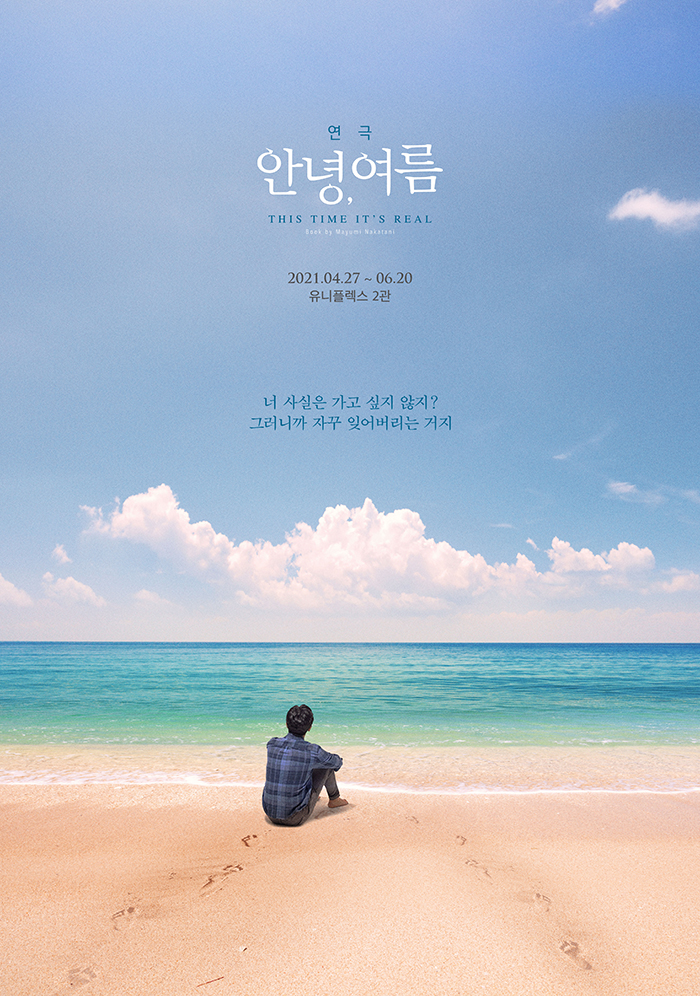 연 극
안녕, 여름
THIS TIME IT'S REAL
Book by Mayumi Nakatani
2021.04.27 ~ 06.20
유니플렉스 2관
너 사실은 가고 싶지 않지?
그러니까 자꾸 잊어버리는 거지